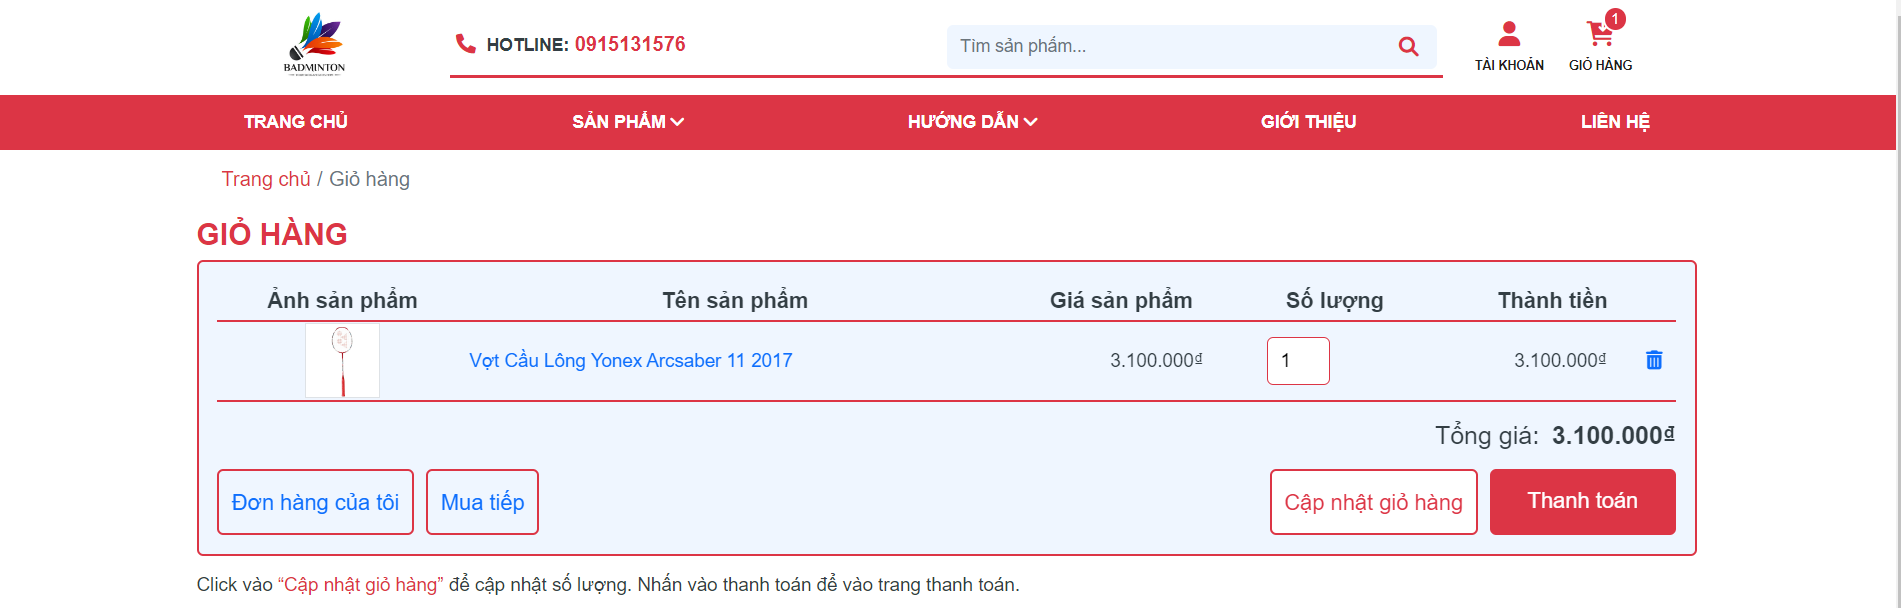 BADMINTON
HOTLINE: 0915131576
Tìm sản phẩm...
1
TÀI KHOẢN
GIỎ HÀNG
TRANG CHỦ
SẢN PHẨM
HƯỚNG DẪN
GIỚI THIỆU
LIÊN HỆ
Trang chủ / Giỏ hàng
GIỎ HÀNG
Ảnh sản phẩm
Tên sản phẩm
Giá sản phẩm
Số lượng
Thành tiền
Vợt Cầu Lông Yonex Arcsaber 11 2017
3.100.000₫
1
3.100.000₫
Tổng giá: 3.100.000₫
Đơn hàng của tôi
Mua tiếp
Cập nhật giỏ hàng
Thanh toán
Click vào “Cập nhật giỏ hàng” để cập nhật số lượng. Nhấn vào thanh toán để vào trang thanh toán.